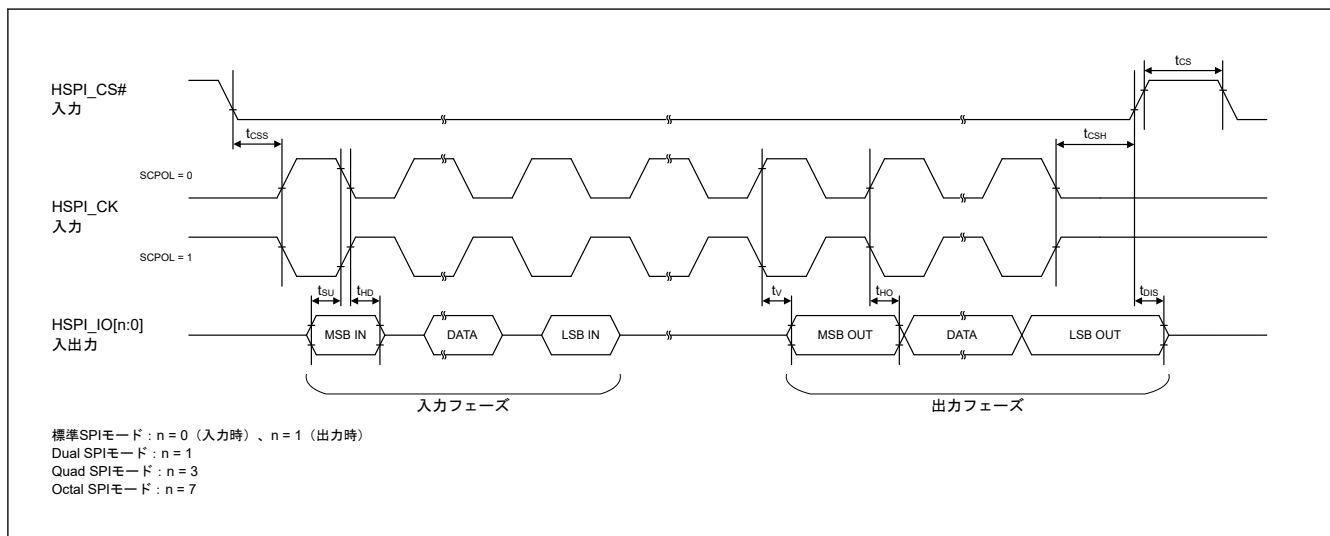 HSPI_CS#
入力
tCS
tCSS
tCSH
SCPOL = 0
HSPI_CK
入力
SCPOL = 1
tSU
tHD
tV
tHO
tDIS
HSPI_IO[n:0]
入出力
MSB IN
DATA
LSB IN
MSB OUT
DATA
LSB OUT
入力フェーズ
出力フェーズ
標準SPIモード：n = 0（入力時）、n = 1（出力時）
Dual SPIモード：n = 1
Quad SPIモード：n = 3
Octal SPIモード：n = 7